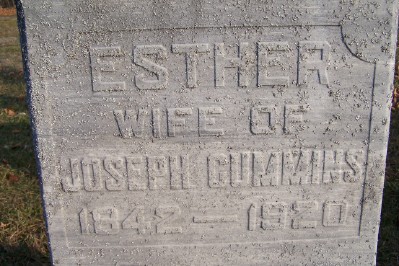 ESTHER
WIFE OF
JOSEPH CUMMINS
1842 — 1920